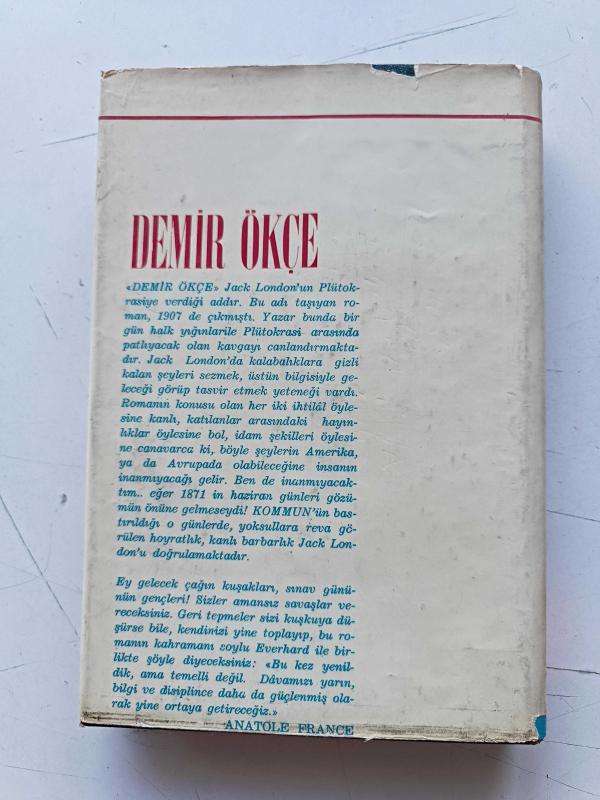 DEMİR ÖKÇE
«DEMİR ÖKÇE» Jack London'un Plütok-
rasiye verdiği addır. Bu adı taşıyan ro-
man, 1907 de çıkmıştı. Yazar bunda bir
gün halk yığınlarile Plütokrasi arasında
patlıyacak olan kavgayı canlandırmakta-
dır. Jack London'da kalabalıklara gizli
kalan şeyleri sezmek, üstün bilgisiyle ge-
leceği görüp tasvir etmek yeteneği vardı.
Romanın konusu olan her iki ihtilâl öyle-
sine kanlı, katılanlar arasındaki hayın-
lıklar öylesine bol, idam şekilleri öylesi-
ne canavarca ki, böyle şeylerin Amerika,
ya da Avrupada olabileceğine insanın
inanmıyacağı gelir. Ben de inanmıyacak-
tım.. eğer 1871 in haziran günleri gözü-
mün önüne gelmeseydi! KOMMUN'ün bas-
tırıldığı o günlerde, yoksullara reva gö-
rülen hoyratlık, kanlı barbarlık Jack Lon-
don'u doğrulamaktadır.
Ey gelecek çağın kuşakları, sınav günü-
nün gençleri! Sizler amansız savaşlar ve-
receksiniz. Geri tepmeler sizi kuşkuya dü-
şürse bile, kendinizi yine toplayıp, bu ro-
manın kahramanı soylu Everhard ile bir-
likte şöyle diyeceksiniz: «Bu kez yenil-
dik, ama temelli değil. Dâvamızı yarın,
bilgi ve disiplince daha da güçlenmiş ola-
rak yine ortaya getireceğiz.»
ANATOLE FRANCE